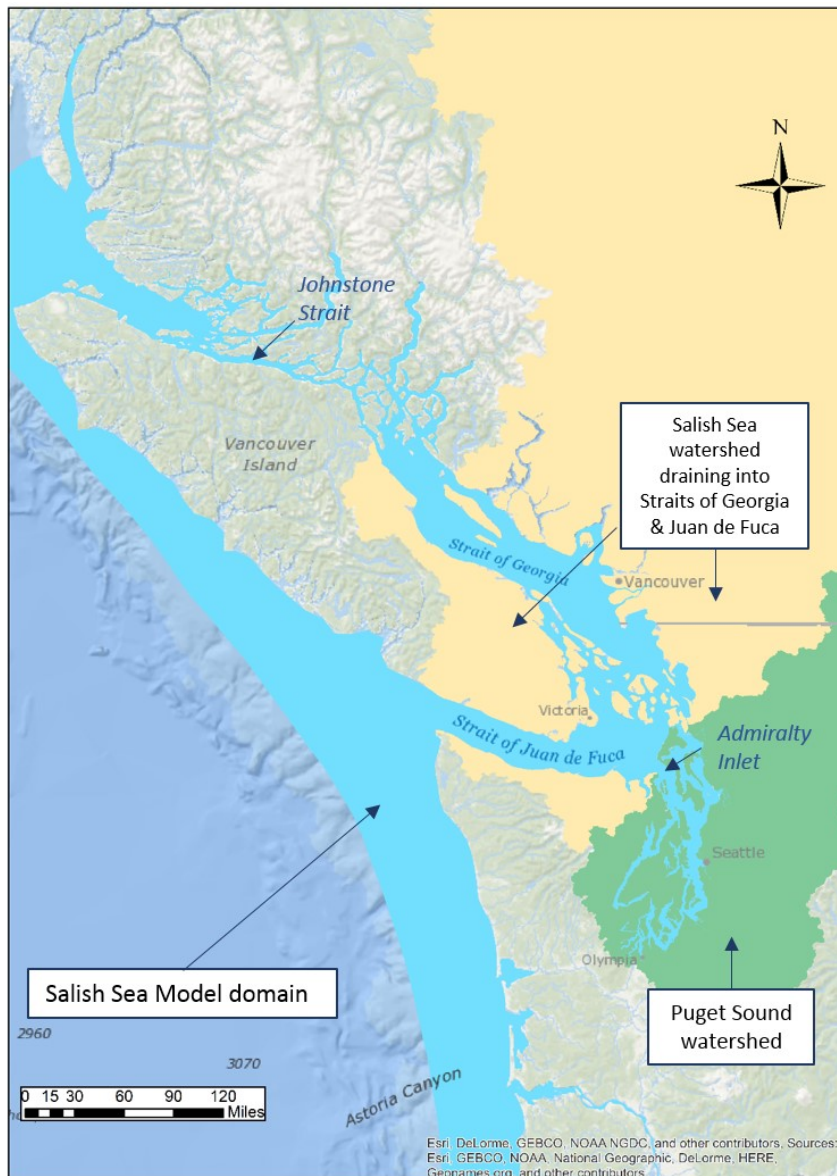 N
Johnstone
Strait
Vancouver
Island
Salish Sea
watershed
draining into
Straits of Georgia
& Juan de Fuca
Strait of Georgia
Vancouver
Victoria
Strait of Juan de Fuca
Admiralty
Inlet
Seattle
Olympia
Salish Sea Model domain
Puget Sound
watershed
2960
3070
Astoria Canyon
0 15 30 60 90 120
Miles
Esri, DeLorme, GEBCO, NOAA NGDC, and other contributors, Sources:
Esri, GEBCO, NOAA, National Geographic, DeLorme, HERE,
Geonames.org, and other contributors